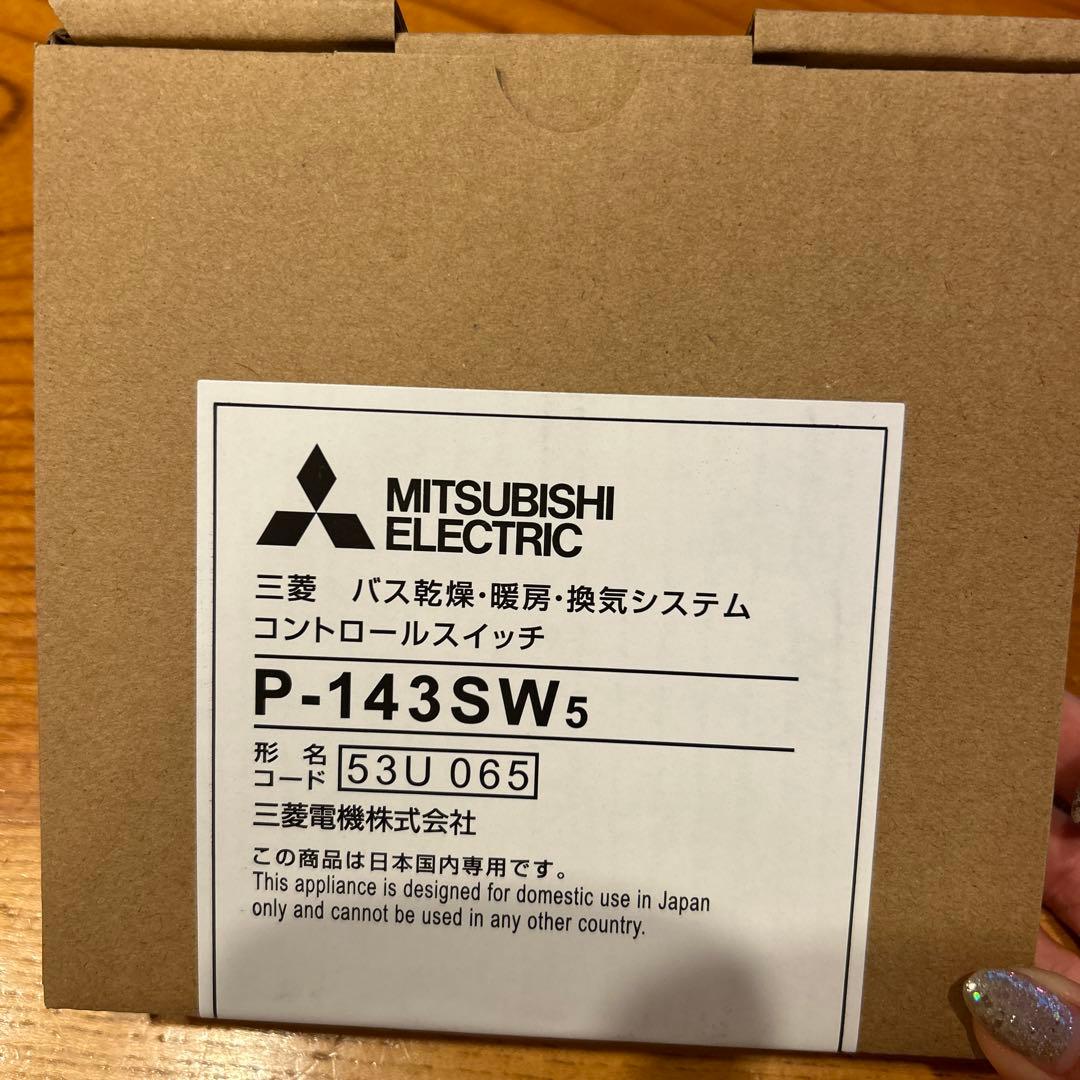 MITSUBISHI
ELECTRIC
三菱 バス乾燥・暖房・換気システム
コントロールスイッチ
P-143SW5
形名
コード 53U 065
三菱電機株式会社
この商品は日本国内専用です。
This appliance is designed for domestic use in Japan
only and cannot be used in any other country.